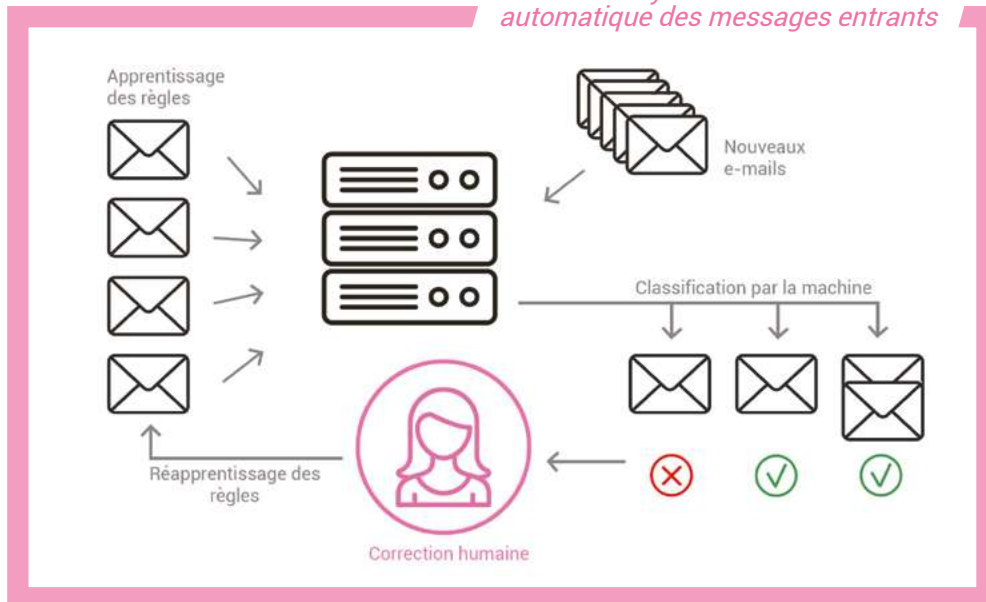 automatique des messages entrants
Apprentissage
des règles
Nouveaux
e-mails
Classification par la machine
Réapprentissage des
règles
Correction humaine